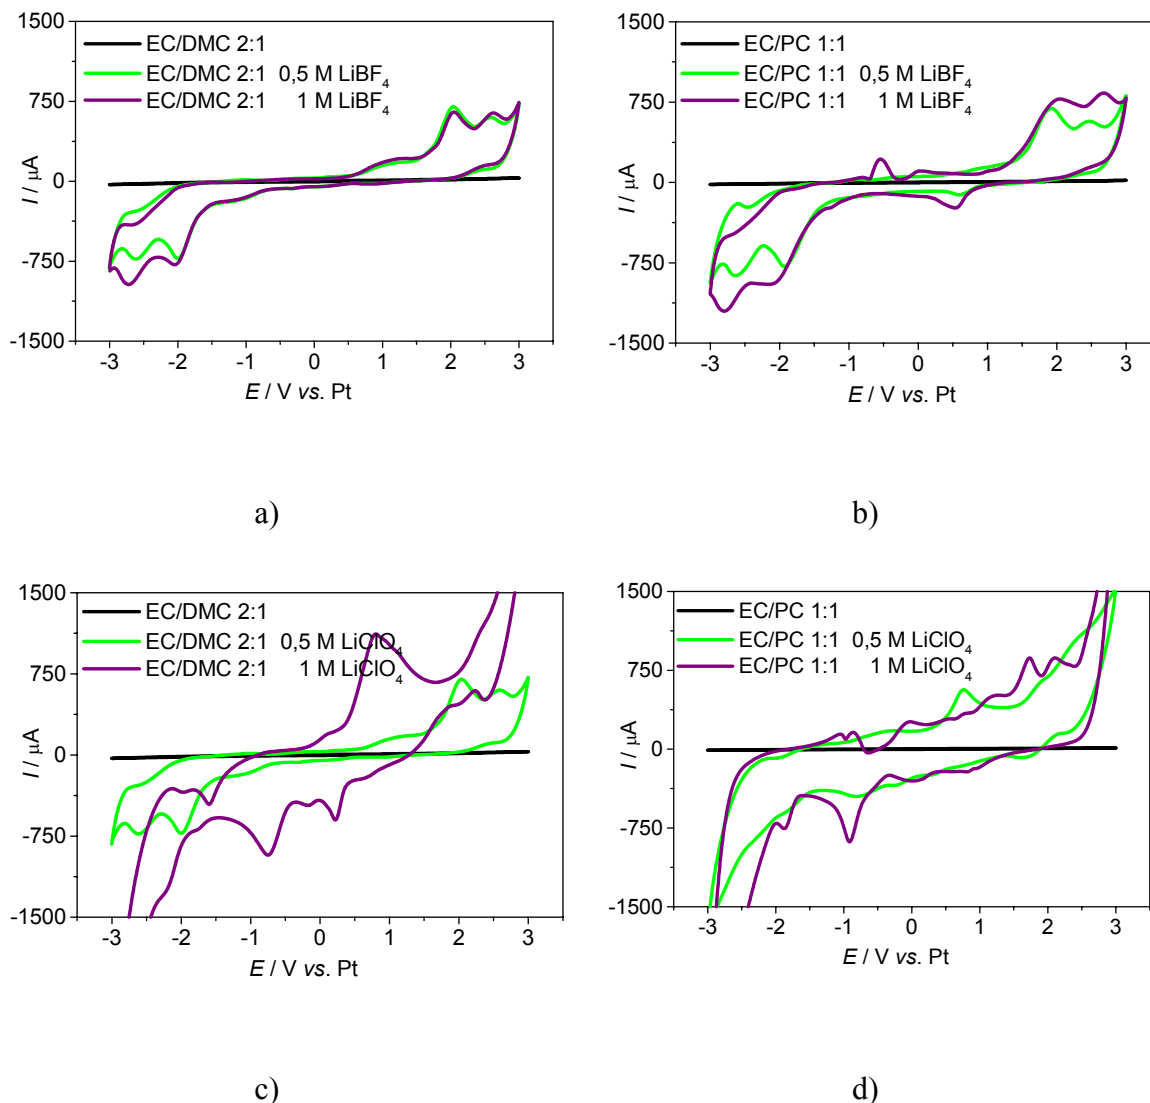 1500
750
0
-750
-1500
I / µA
EC/DMC 2:1
EC/DMC 2:1 0,5 M LiBF4
EC/DMC 2:1 1 M LiBF4
-3 -2 -1 0 1 2 3
E / V vs. Pt
a)
1500
750
0
-750
-1500
I / µA
EC/PC 1:1
EC/PC 1:1 0,5 M LiBF4
EC/PC 1:1 1 M LiBF4
-3 -2 -1 0 1 2 3
E / V vs. Pt
b)
1500
750
0
-750
-1500
I / µA
EC/DMC 2:1
EC/DMC 2:1 0,5 M LiClO4
EC/DMC 2:1 1 M LiClO4
-3 -2 -1 0 1 2 3
E / V vs. Pt
c)
1500
750
0
-750
-1500
I / µA
EC/PC 1:1
EC/PC 1:1 0,5 M LiClO4
EC/PC 1:1 1 M LiClO4
-3 -2 -1 0 1 2 3
E / V vs. Pt
d)